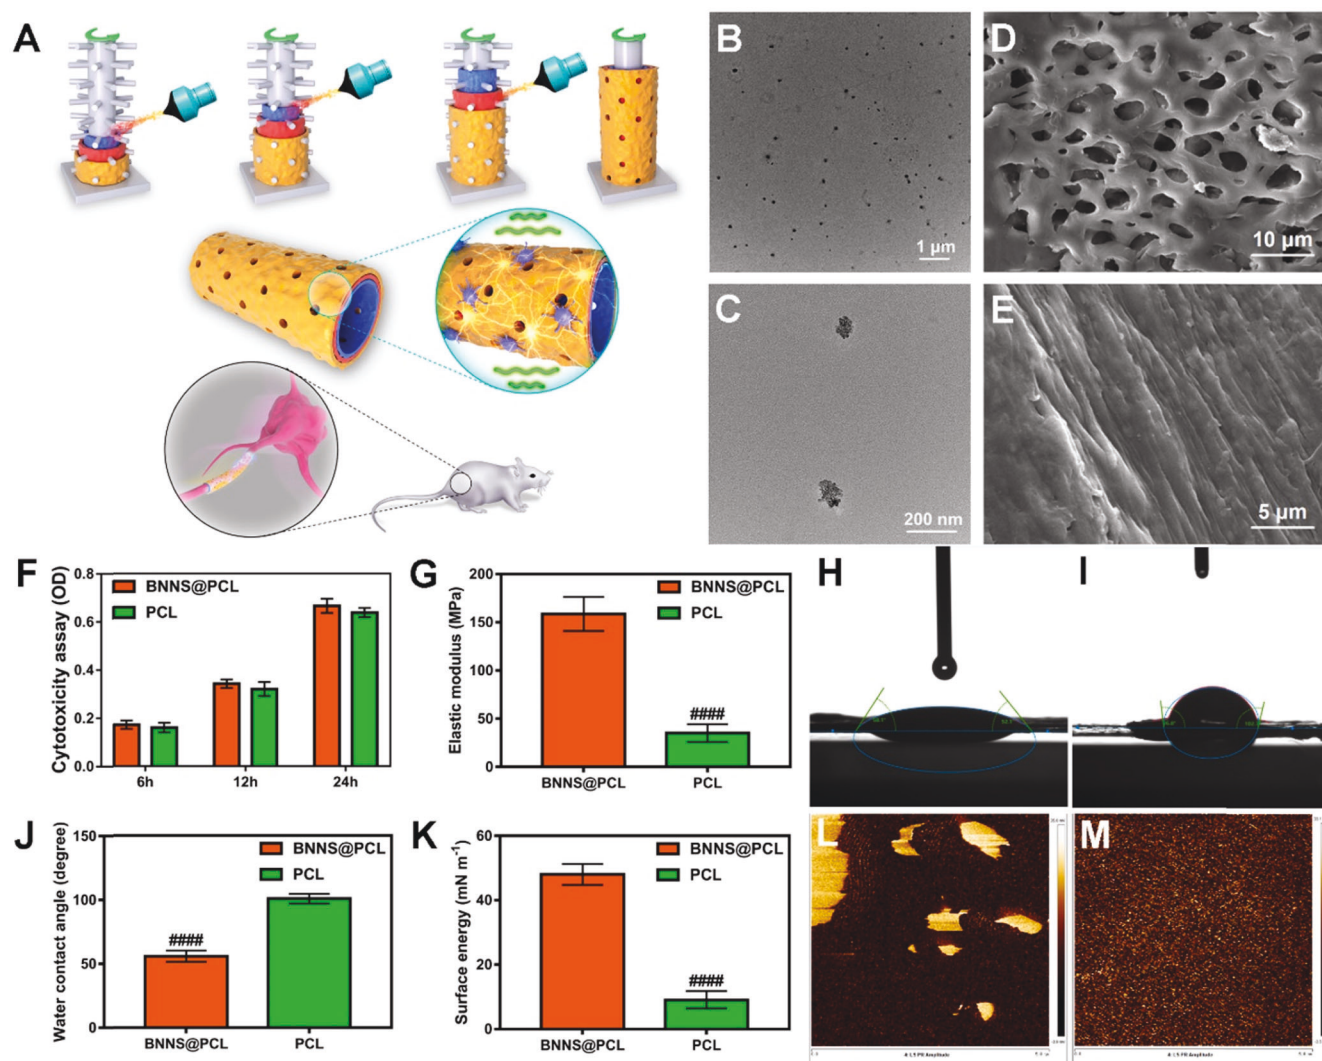 A
B
1 µm
D
10 µm
C
200 nm
E
5 µm
F
Cytotoxicity assay (OD)
0.8
0.6
0.4
0.2
0.0
BNNS@PCL
PCL
6h
12h
24h
G
Elastic modulus (MPa)
200
150
100
50
0
BNNS@PCL
PCL
####
BNNS@PCL
PCL
H
I
J
Water contact angle (degree)
150
100
50
0
BNNS@PCL
PCL
####
BNNS@PCL
PCL
K
Surface energy (mN m⁻¹)
60
40
20
0
BNNS@PCL
PCL
####
BNNS@PCL
PCL
L
M